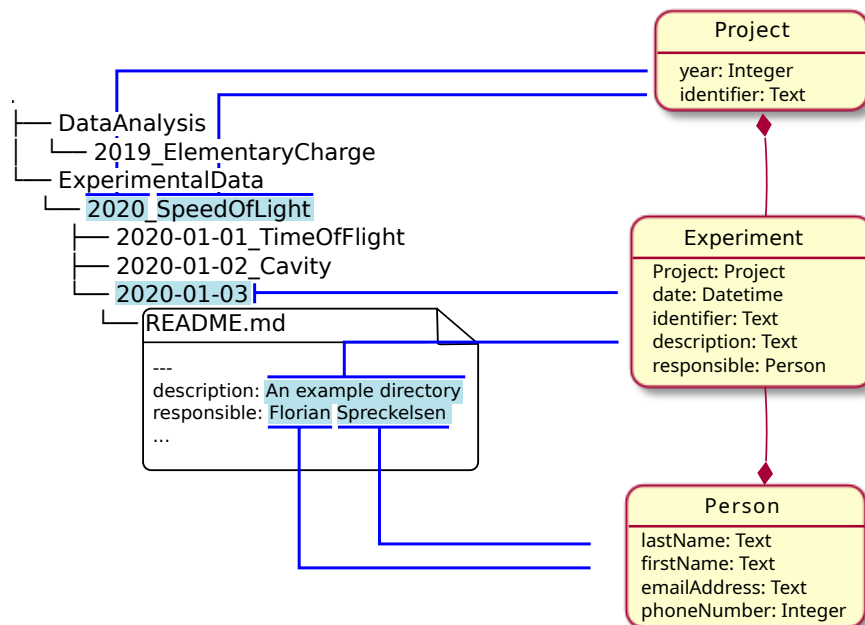 .
├── DataAnalysis
│   └── 2019_ElementaryCharge
└── ExperimentalData
    └── 2020_SpeedOfLight
        ├── 2020-01-01_TimeOfFlight
        ├── 2020-01-02_Cavity
        └── 2020-01-03
            └── README.md
---
description: An example directory
responsible: Florian Spreckelsen
...
Project
year: Integer
identifier: Text
Experiment
Project: Project
date: Datetime
identifier: Text
description: Text
responsible: Person
Person
lastName: Text
firstName: Text
emailAddress: Text
phoneNumber: Integer